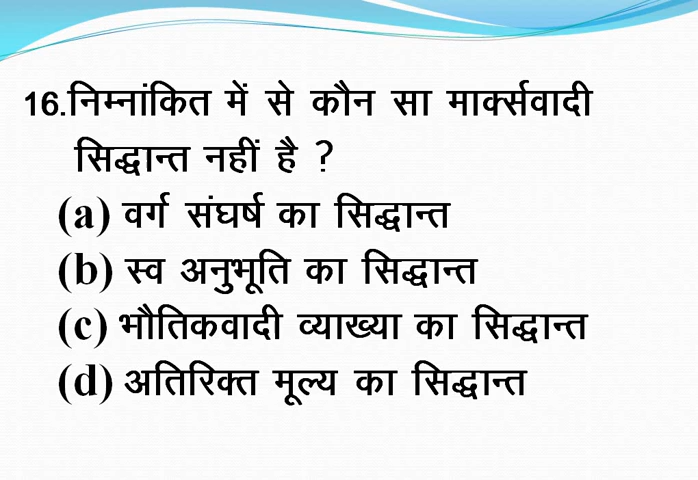 16.निम्नांकित में से कौन सा मार्क्सवादी
सिद्धान्त नहीं है ?
(a) वर्ग संघर्ष का सिद्धान्त
(b) स्व अनुभूति का सिद्धान्त
(c) भौतिकवादी व्याख्या का सिद्धान्त
(d) अतिरिक्त मूल्य का सिद्धान्त